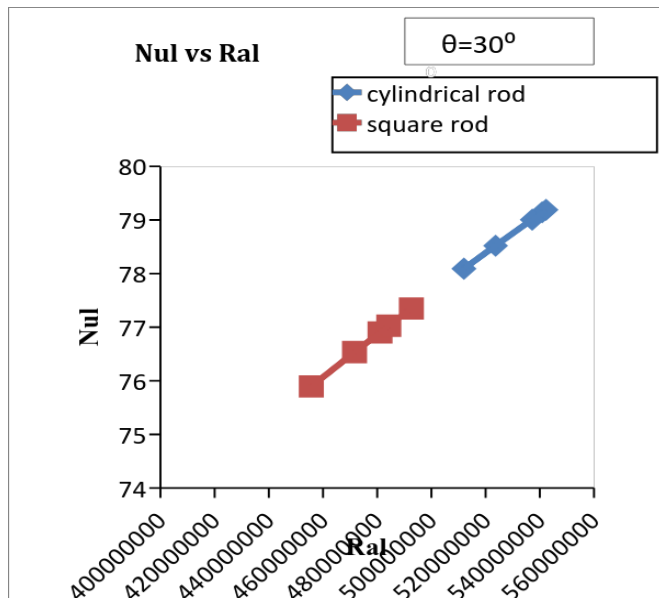 Nul vs Ral
θ=30⁰
©
cylindrical rod
square rod
80
79
78
77
76
75
74
Nul
400000000
420000000
440000000
460000000
480000000
500000000
520000000
540000000
560000000
Ral